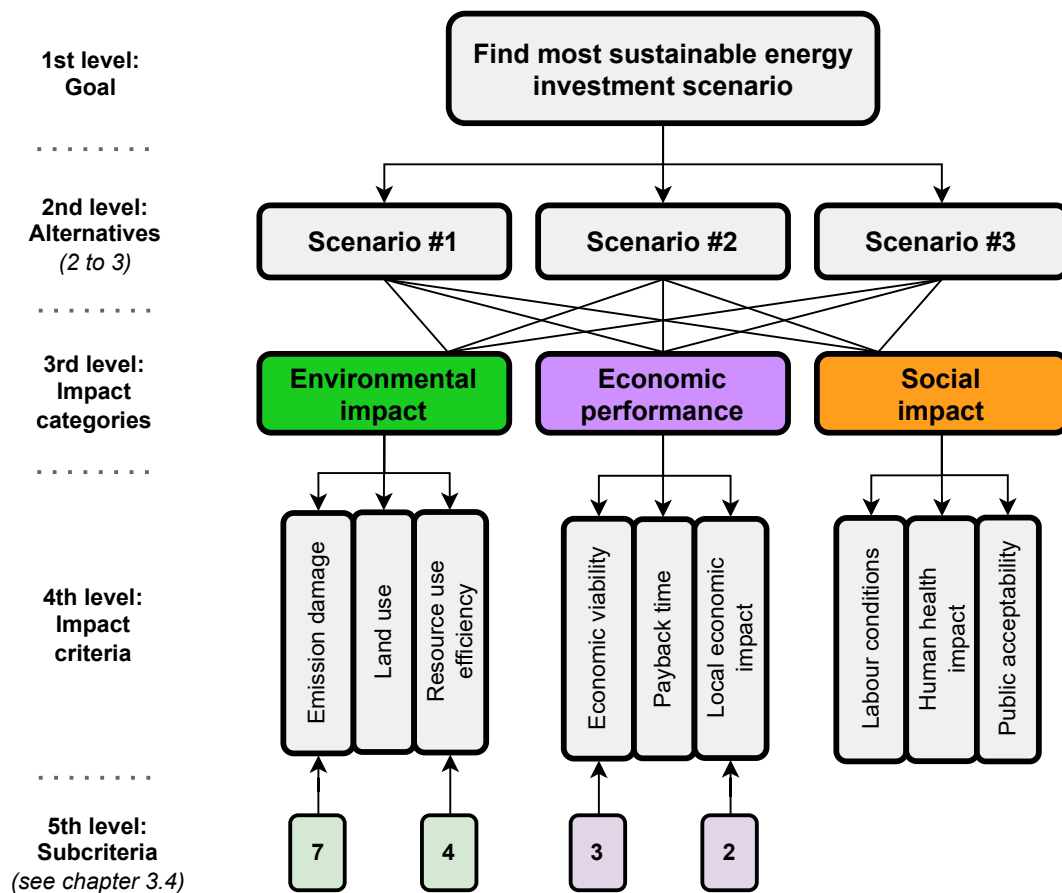 1st level:
Goal
Find most sustainable energy
investment scenario
2nd level:
Alternatives
(2 to 3)
Scenario #1
Scenario #2
Scenario #3
3rd level:
Impact
categories
Environmental
impact
Economic
performance
Social
impact
4th level:
Impact
criteria
Emission damage
Land use
Resource use
efficiency
Economic viability
Payback time
Local economic
impact
Labour conditions
Human health
impact
Public acceptability
5th level:
Subcriteria
(see chapter 3.4)
7
4
3
2